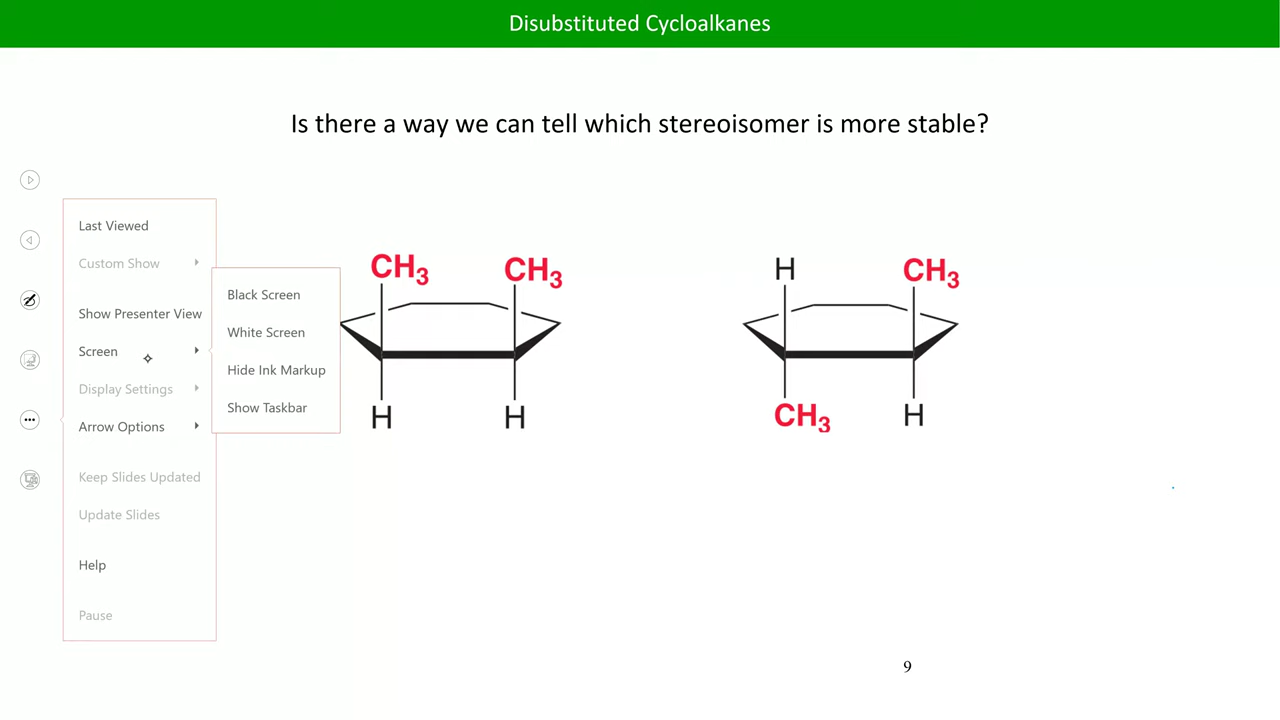 Disubstituted Cycloalkanes
Is there a way we can tell which stereoisomer is more stable?
Last Viewed
Custom Show
Show Presenter View
Screen
Display Settings
Arrow Options
Keep Slides Updated
Update Slides
Help
Pause
Black Screen
White Screen
Hide Ink Markup
Show Taskbar
CH₃ CH₃
H H
H CH₃
CH₃ H
9